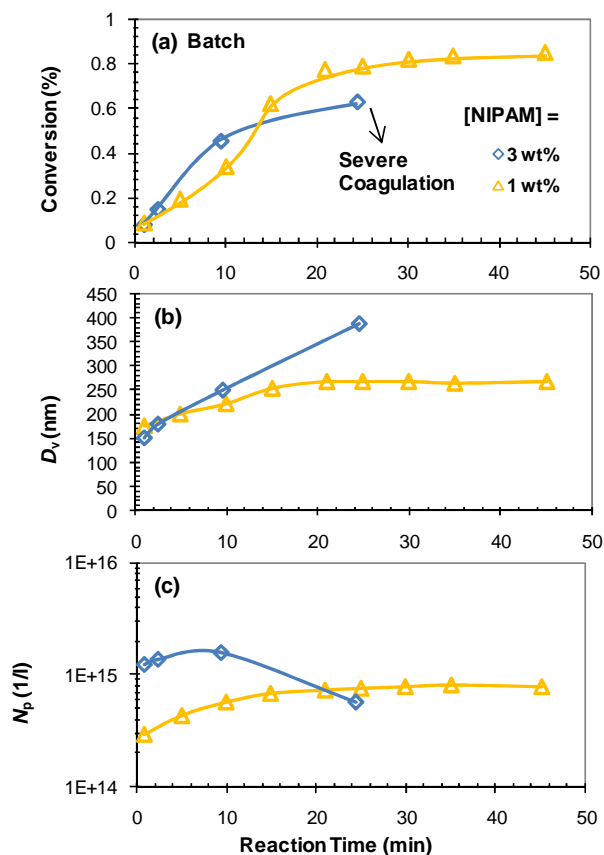 (a) Batch
Conversion (%)
1
0.8
0.6
0.4
0.2
0
0 10 20 30 40 50
[NIPAM] =
3 wt%
1 wt%
Severe
Coagulation
(b)
Dv (nm)
450
400
350
300
250
200
150
100
50
0
0 10 20 30 40 50
(c)
Np (1/l)
1E+16
1E+15
1E+14
0 10 20 30 40 50
Reaction Time (min)